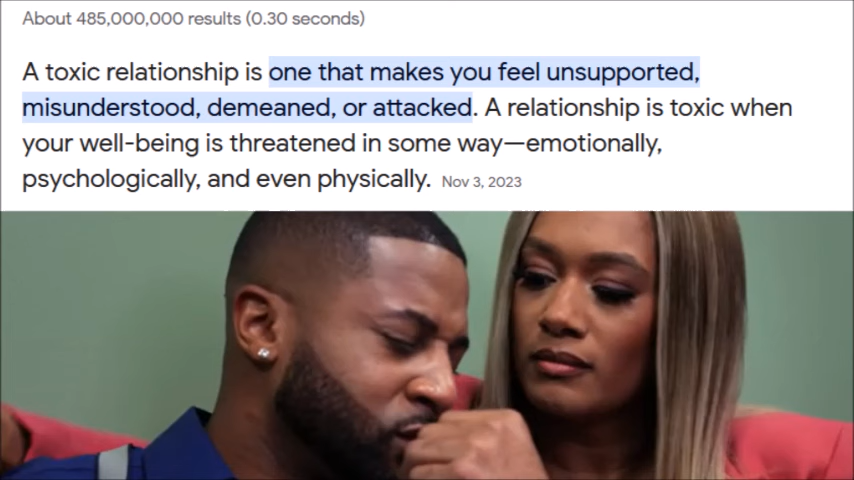 About 485,000,000 results (0.30 seconds)
A toxic relationship is one that makes you feel unsupported,
misunderstood, demeaned, or attacked. A relationship is toxic when
your well-being is threatened in some way—emotionally,
psychologically, and even physically. Nov 3, 2023